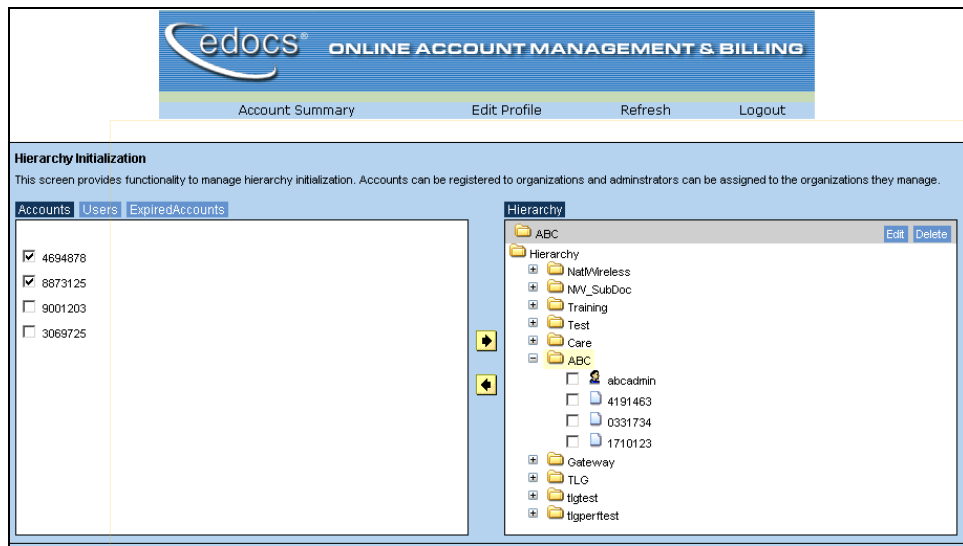 edocs® ONLINE ACCOUNT MANAGEMENT & BILLING
Account Summary Edit Profile Refresh Logout
Hierarchy Initialization
This screen provides functionality to manage hierarchy initialization. Accounts can be registered to organizations and adminstrators can be assigned to the organizations they manage.
Accounts Users ExpiredAccounts
4694878
8873125
9001203
3069725
Hierarchy
ABC Edit Delete
Hierarchy
NatlWireless
NW_SubDoc
Training
Test
Care
ABC
abcadmin
4191463
0331734
1710123
Gateway
TLG
tlgtest
tlgperftest